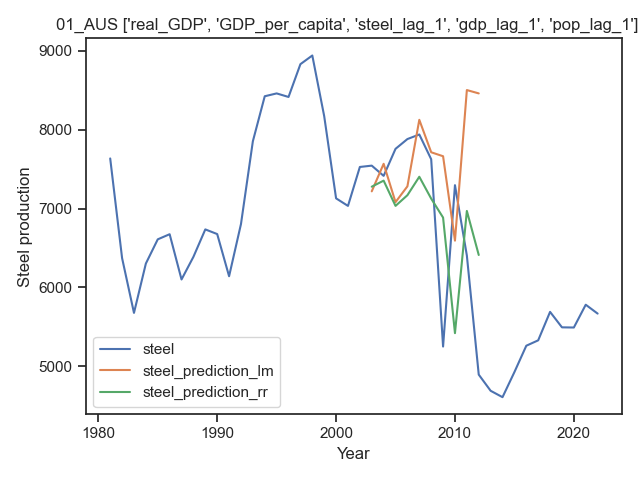 01_AUS ['real_GDP', 'GDP_per_capita', 'steel_lag_1', 'gdp_lag_1', 'pop_lag_1']
9000
8000
7000
6000
5000
Steel production
steel
steel_prediction_lm
steel_prediction_rr
1980
1990
2000
2010
2020
Year